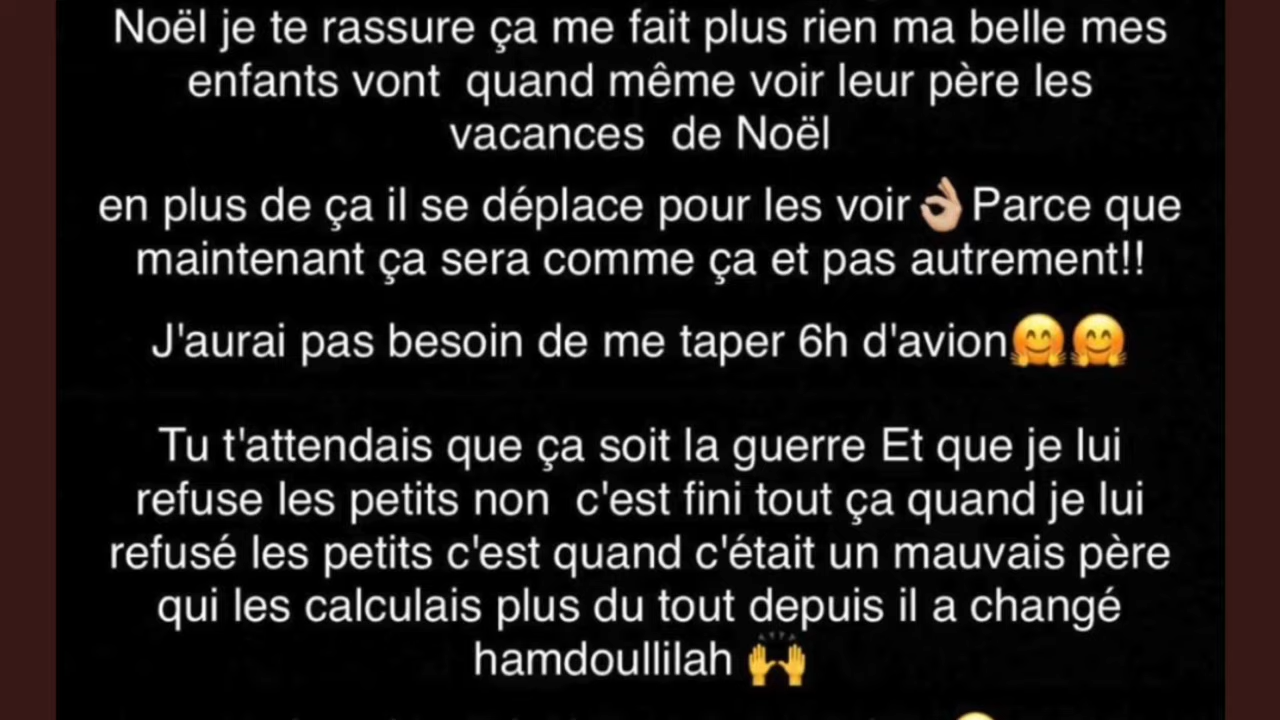 Noël je te rassure ça me fait plus rien ma belle mes
enfants vont  quand même voir leur père les
vacances  de Noël
en plus de ça il se déplace pour les voir👌🏼Parce que
maintenant ça sera comme ça et pas autrement!!
J'aurai pas besoin de me taper 6h d'avion🤗🤗
Tu t'attendais que ça soit la guerre Et que je lui
refuse les petits non  c'est fini tout ça quand je lui
refusé les petits c'est quand c'était un mauvais père
qui les calculais plus du tout depuis il a changé
hamdoullilah 🙌